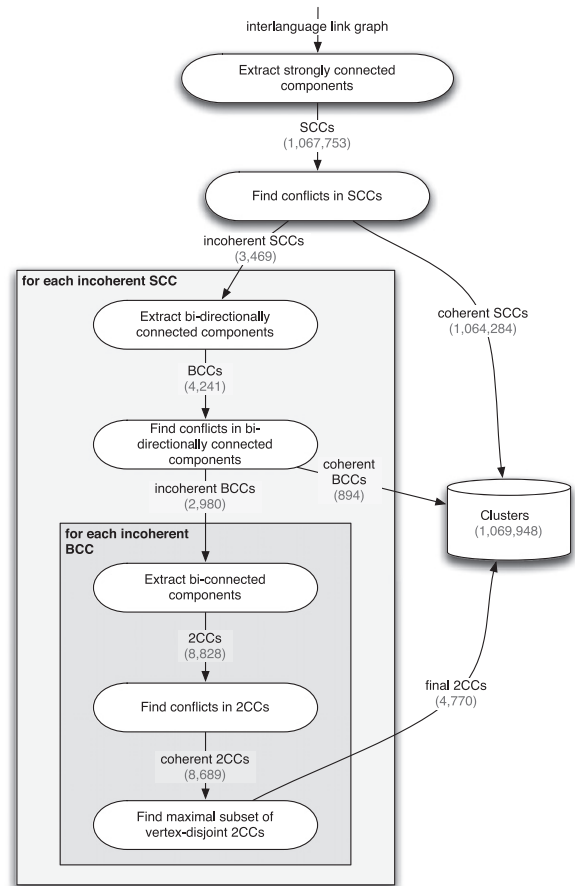 interlanguage link graph
Extract strongly connected
components
SCCs
(1,067,753)
Find conflicts in SCCs
incoherent SCCs
(3,469)
for each incoherent SCC
Extract bi-directionally
connected components
coherent SCCs
(1,064,284)
BCCs
(4,241)
Find conflicts in bi-
directionally connected
components
coherent
BCCs
(894)
incoherent BCCs
(2,980)
Clusters
(1,069,948)
for each incoherent
BCC
Extract bi-connected
components
2CCs
(8,828)
Find conflicts in 2CCs
final 2CCs
(4,770)
coherent 2CCs
(8,689)
Find maximal subset of
vertex-disjoint 2CCs